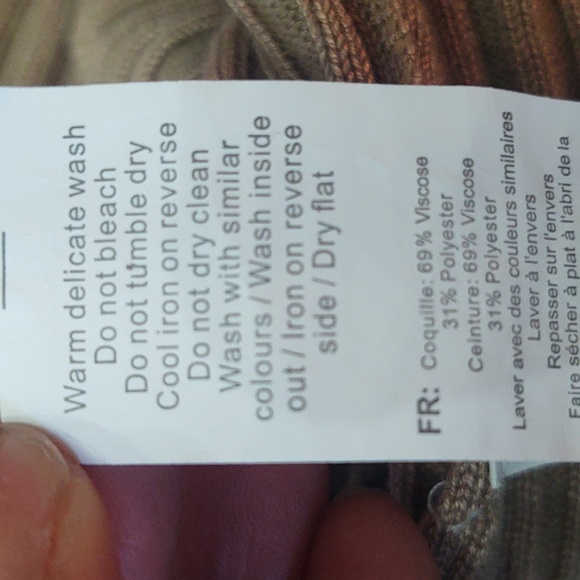 Warm delicate wash
Do not bleach
Do not tumble dry
Cool iron on reverse
Do not dry clean
Wash with similar
colours / Wash inside
out / Iron on reverse
side / Dry flat
FR: Coquille: 69% Viscose
31% Polyester
Ceinture: 69% Viscose
31% Polyester
Laver avec des couleurs similaires
Laver à l'envers
Repasser sur l'envers
Faire sécher à plat à l'abri de la